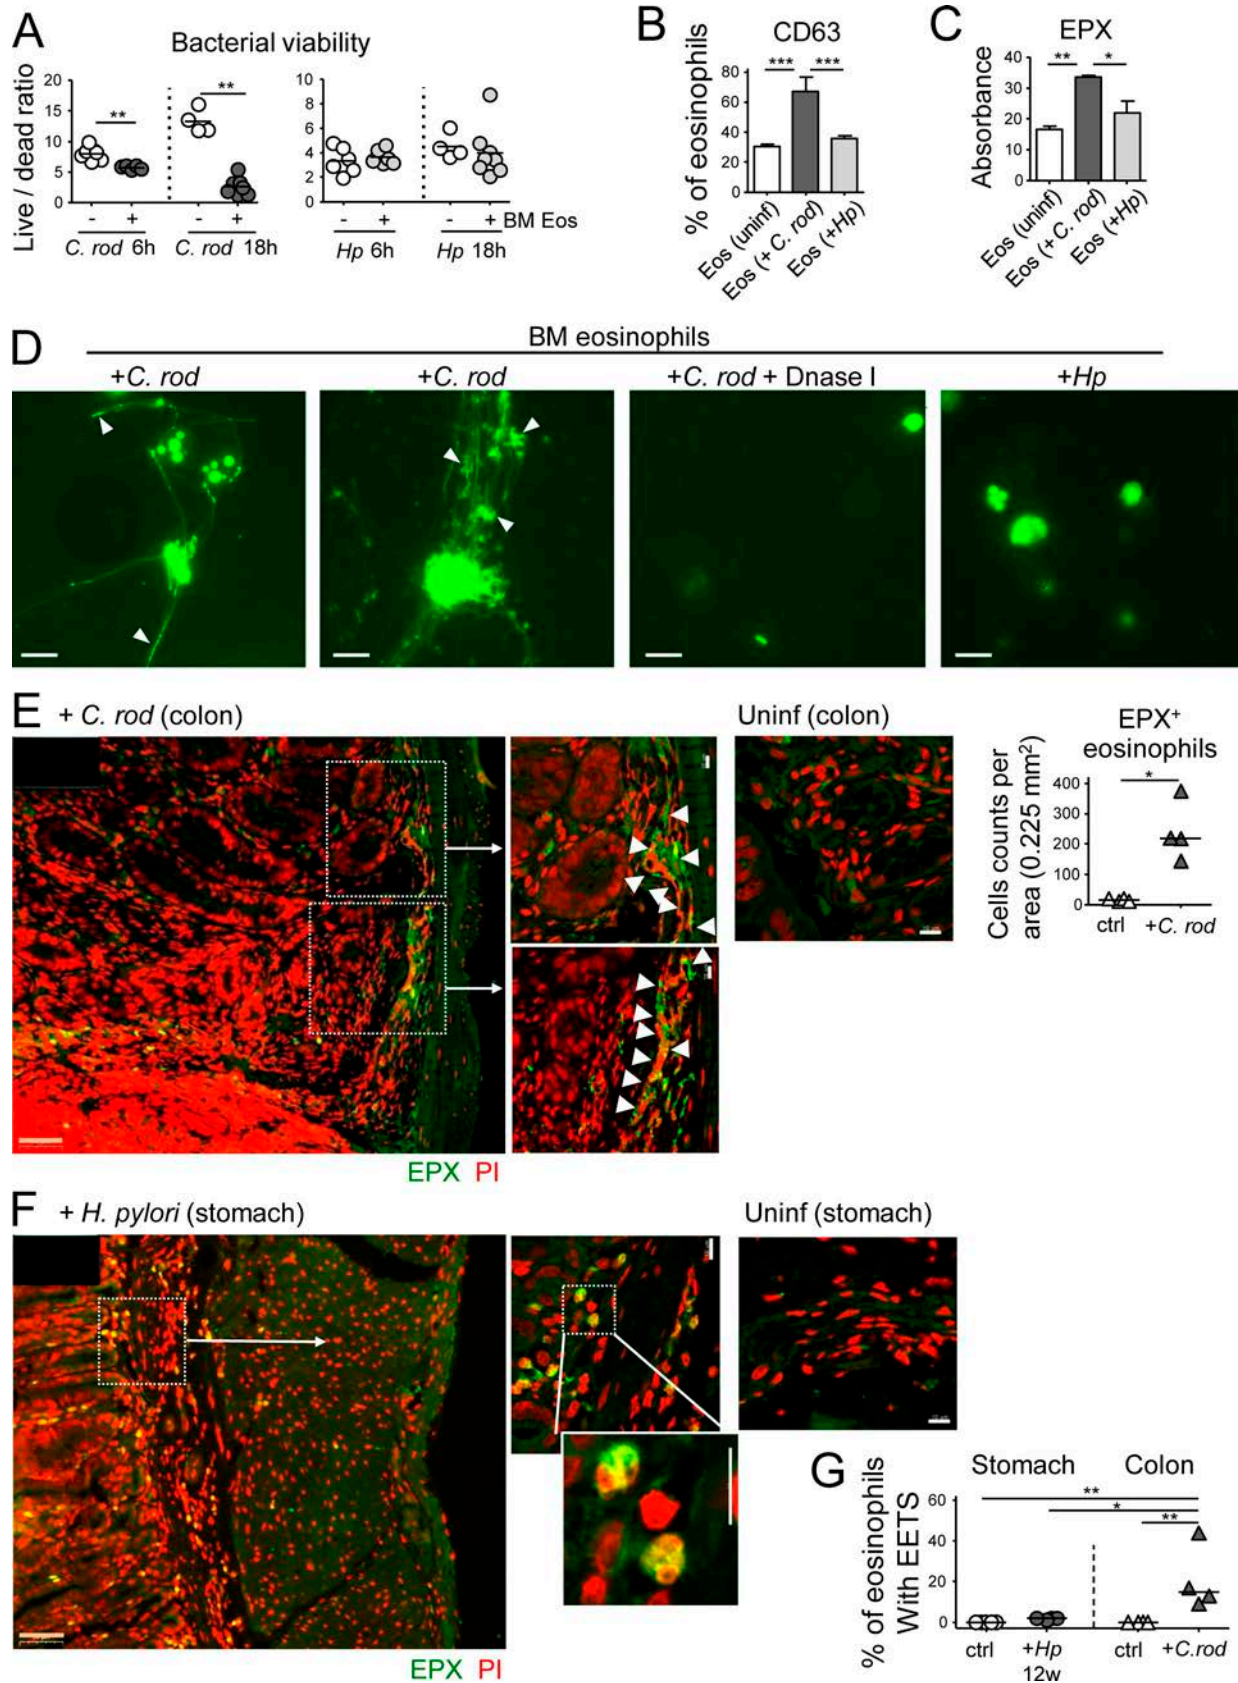 A
Bacterial viability
Live / dead ratio
20
15
10
5
0
**
**
- + - +
C. rod 6h C. rod 18h
10
8
6
4
2
0
- + - + BM Eos
Hp 6h Hp 18h
B
CD63
% of eosinophils
80
60
40
20
0
*** ***
Eos (uninf)
Eos (+ C. rod)
Eos (+Hp)
C
EPX
Absorbance
40
30
20
10
0
** *
Eos (uninf)
Eos (+ C. rod)
Eos (+Hp)
D
BM eosinophils
+C. rod +C. rod +C. rod + Dnase I +Hp
E + C. rod (colon) Uninf (colon)
EPX PI
EPX+
eosinophils
Cells counts per
area (0.225 mm2)
400
300
200
100
0
*
ctrl +C. rod
F + H. pylori (stomach) Uninf (stomach)
EPX PI
G
Stomach Colon
% of eosinophils
With EETS
60
40
20
0
**
*
**
ctrl +Hp ctrl +C.rod
12w